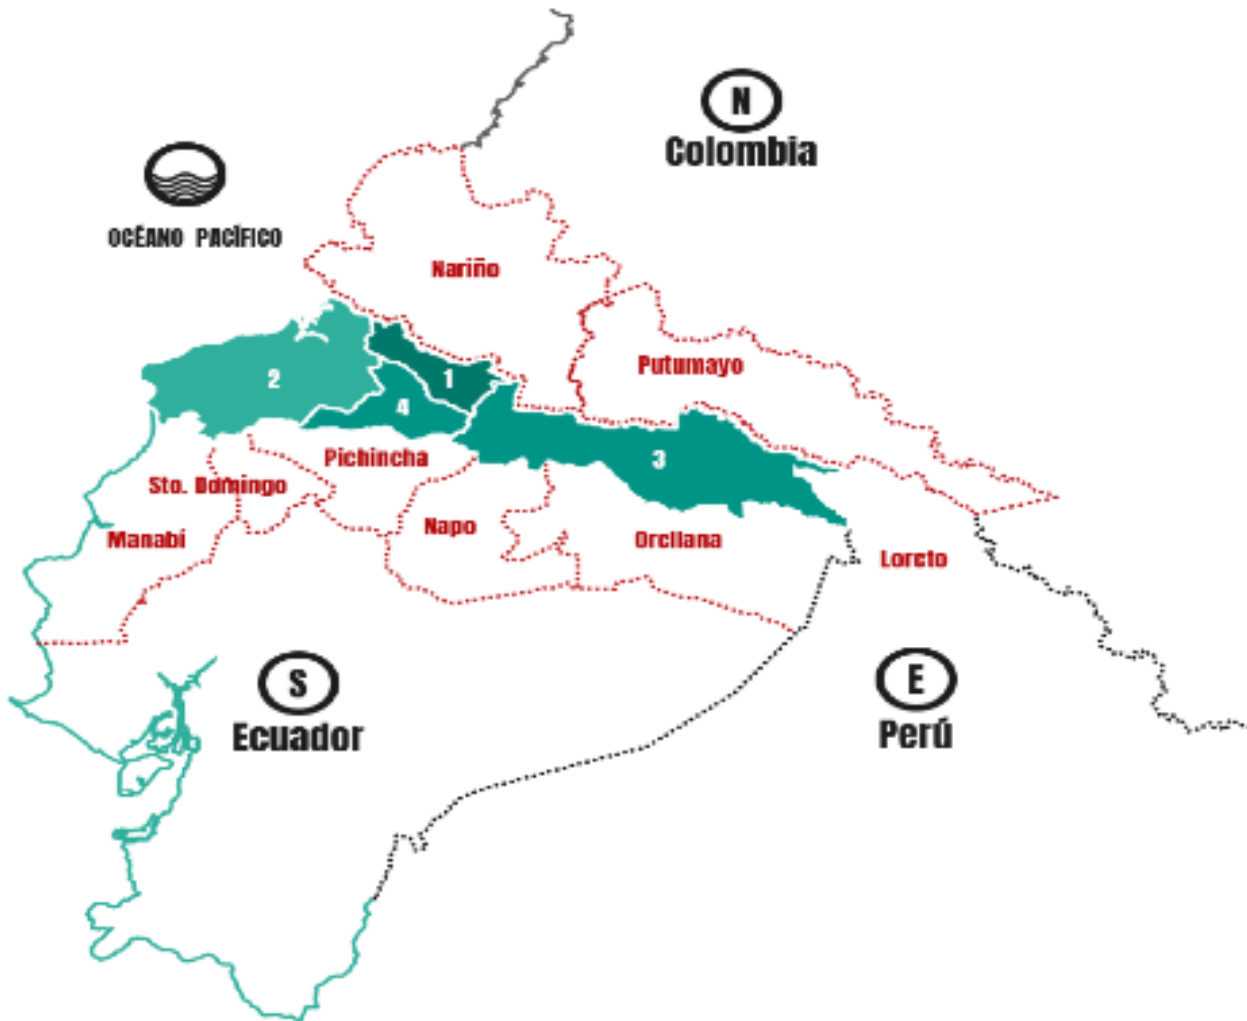 N
Colombia
OCÉANO PACÍFICO
Nariño
Putumayo
1
2
4
3
Pichincha
Sto. Domingo
Manabí
Napo
Orellana
Loreto
S
Ecuador
E
Perú